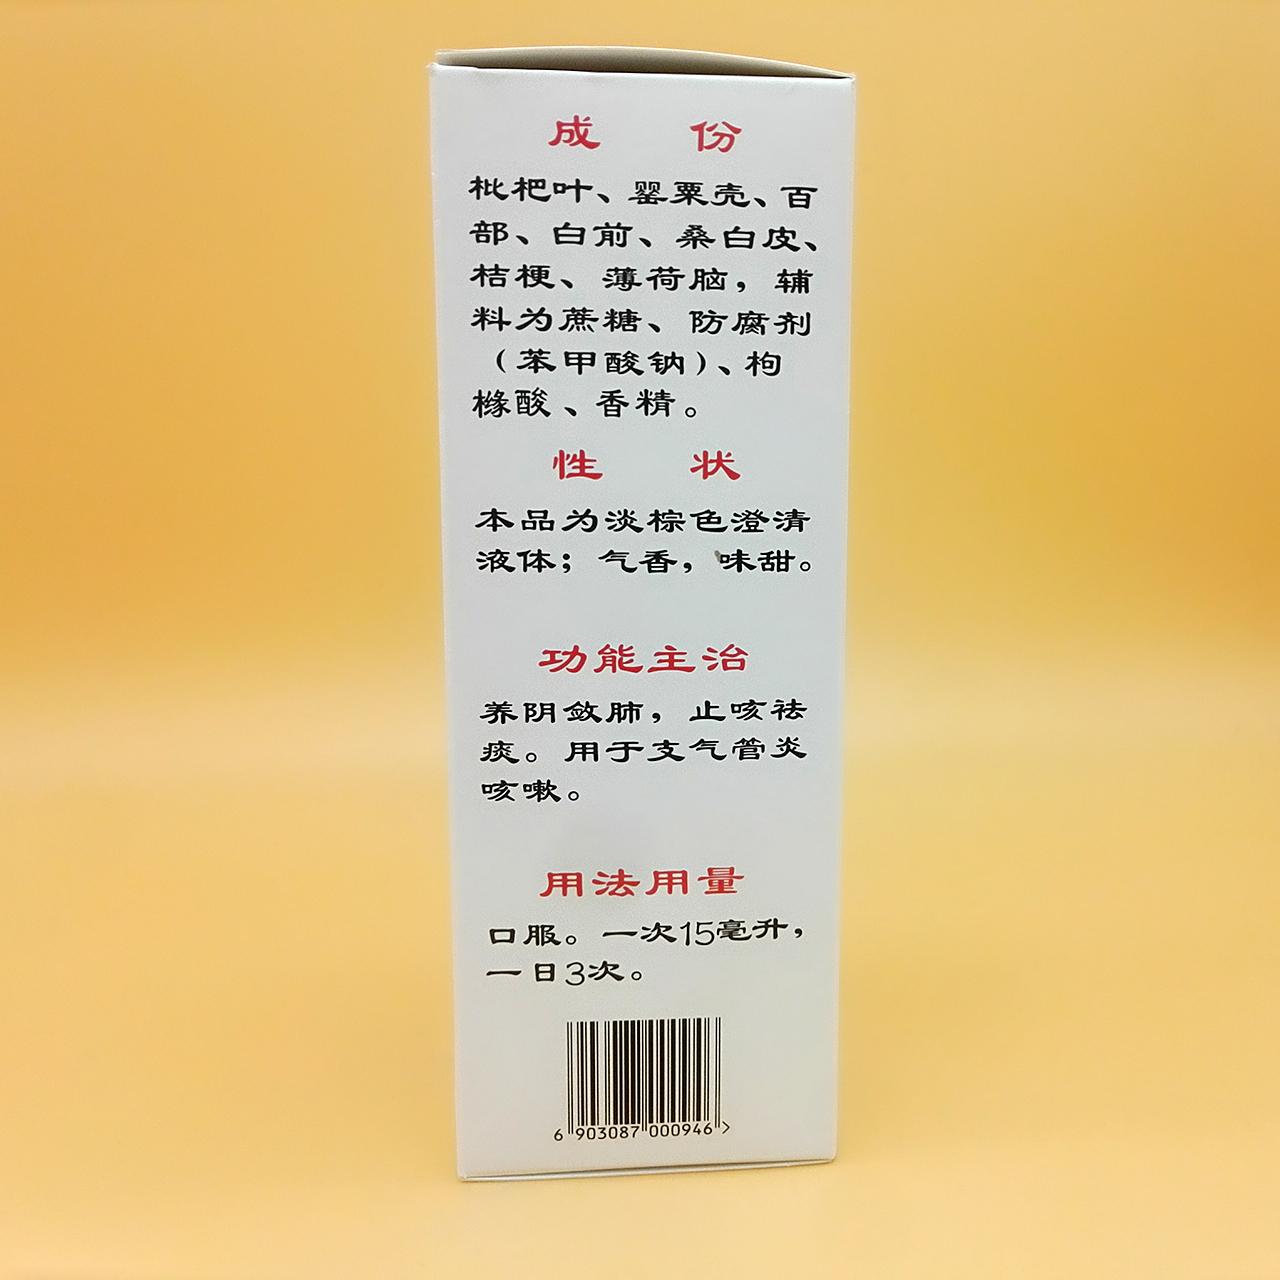 成 份
枇杷叶、罂粟壳、百
部、白前、桑白皮、
桔梗、薄荷脑，辅
料为蔗糖、防腐剂
（苯甲酸钠）、枸
橼酸、香精。
性 状
本品为淡棕色澄清
液体；气香，味甜。
功能主治
养阴敛肺，止咳祛
痰。用于支气管炎
咳嗽。
用法用量
口服。一次15毫升，
一日3次。
6 903087 000946 >